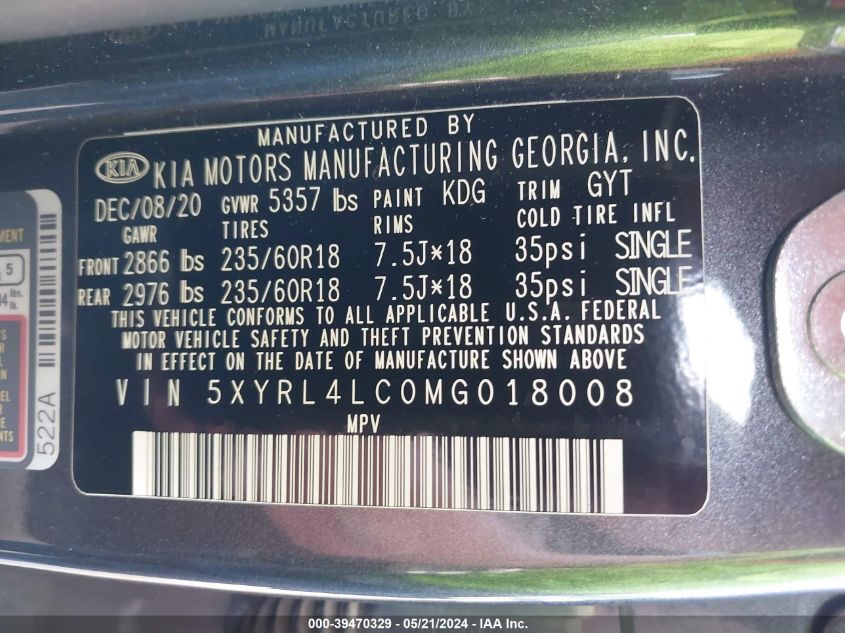 MANUFACTURED BY
KIA KIA MOTORS MANUFACTURING GEORGIA, INC.
DEC/08/20 GVWR 5357 lbs PAINT KDG TRIM GYT
GAWR TIRES RIMS COLD TIRE INFL
FRONT 2866 lbs 235/60R18 7.5J*18 35psi SINGLE
REAR 2976 lbs 235/60R18 7.5J*18 35psi SINGLE
THIS VEHICLE CONFORMS TO ALL APPLICABLE U.S.A. FEDERAL
MOTOR VEHICLE SAFETY AND THEFT PREVENTION STANDARDS
IN EFFECT ON THE DATE OF MANUFACTURE SHOWN ABOVE
VIN 5XYRL4LC0MG018008
MPV
5
lbs.
522A
000-39470329 - 05/21/2024 - IAA Inc.